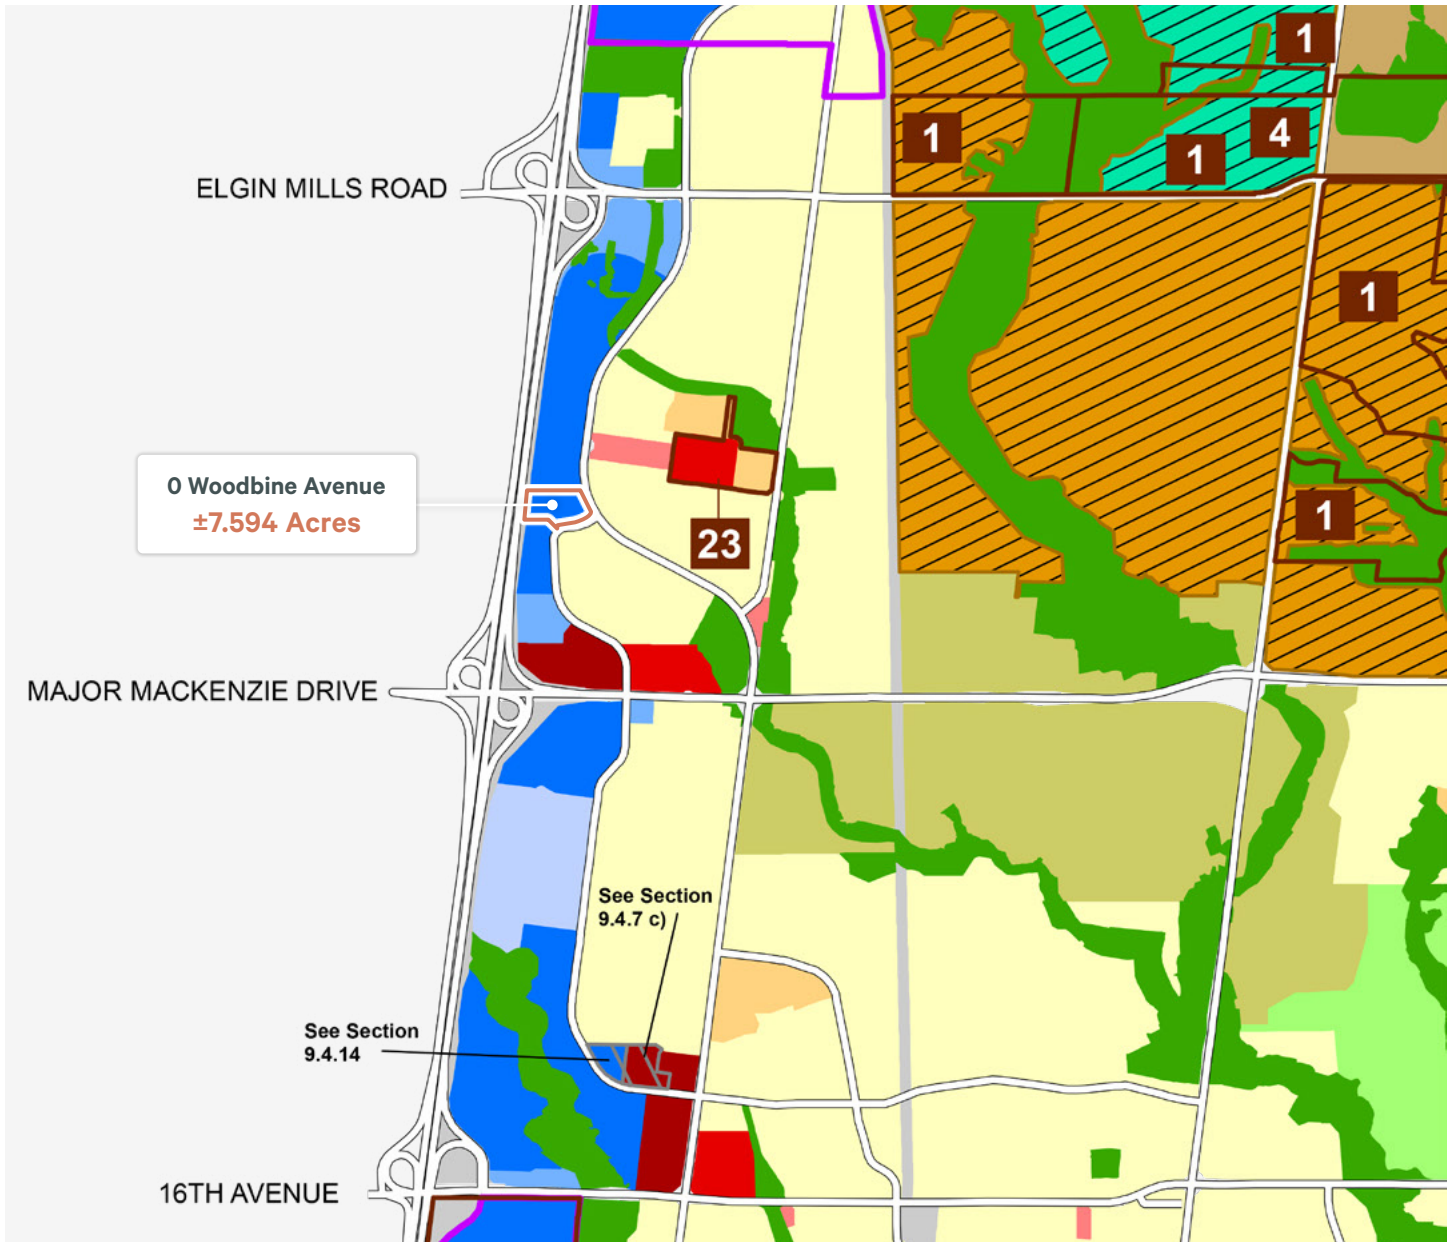 1
1
4
1
ELGIN MILLS ROAD
1
0 Woodbine Avenue
±7.594 Acres
1
23
MAJOR MACKENZIE DRIVE
See Section
9.4.7 c)
See Section
9.4.14
16TH AVENUE